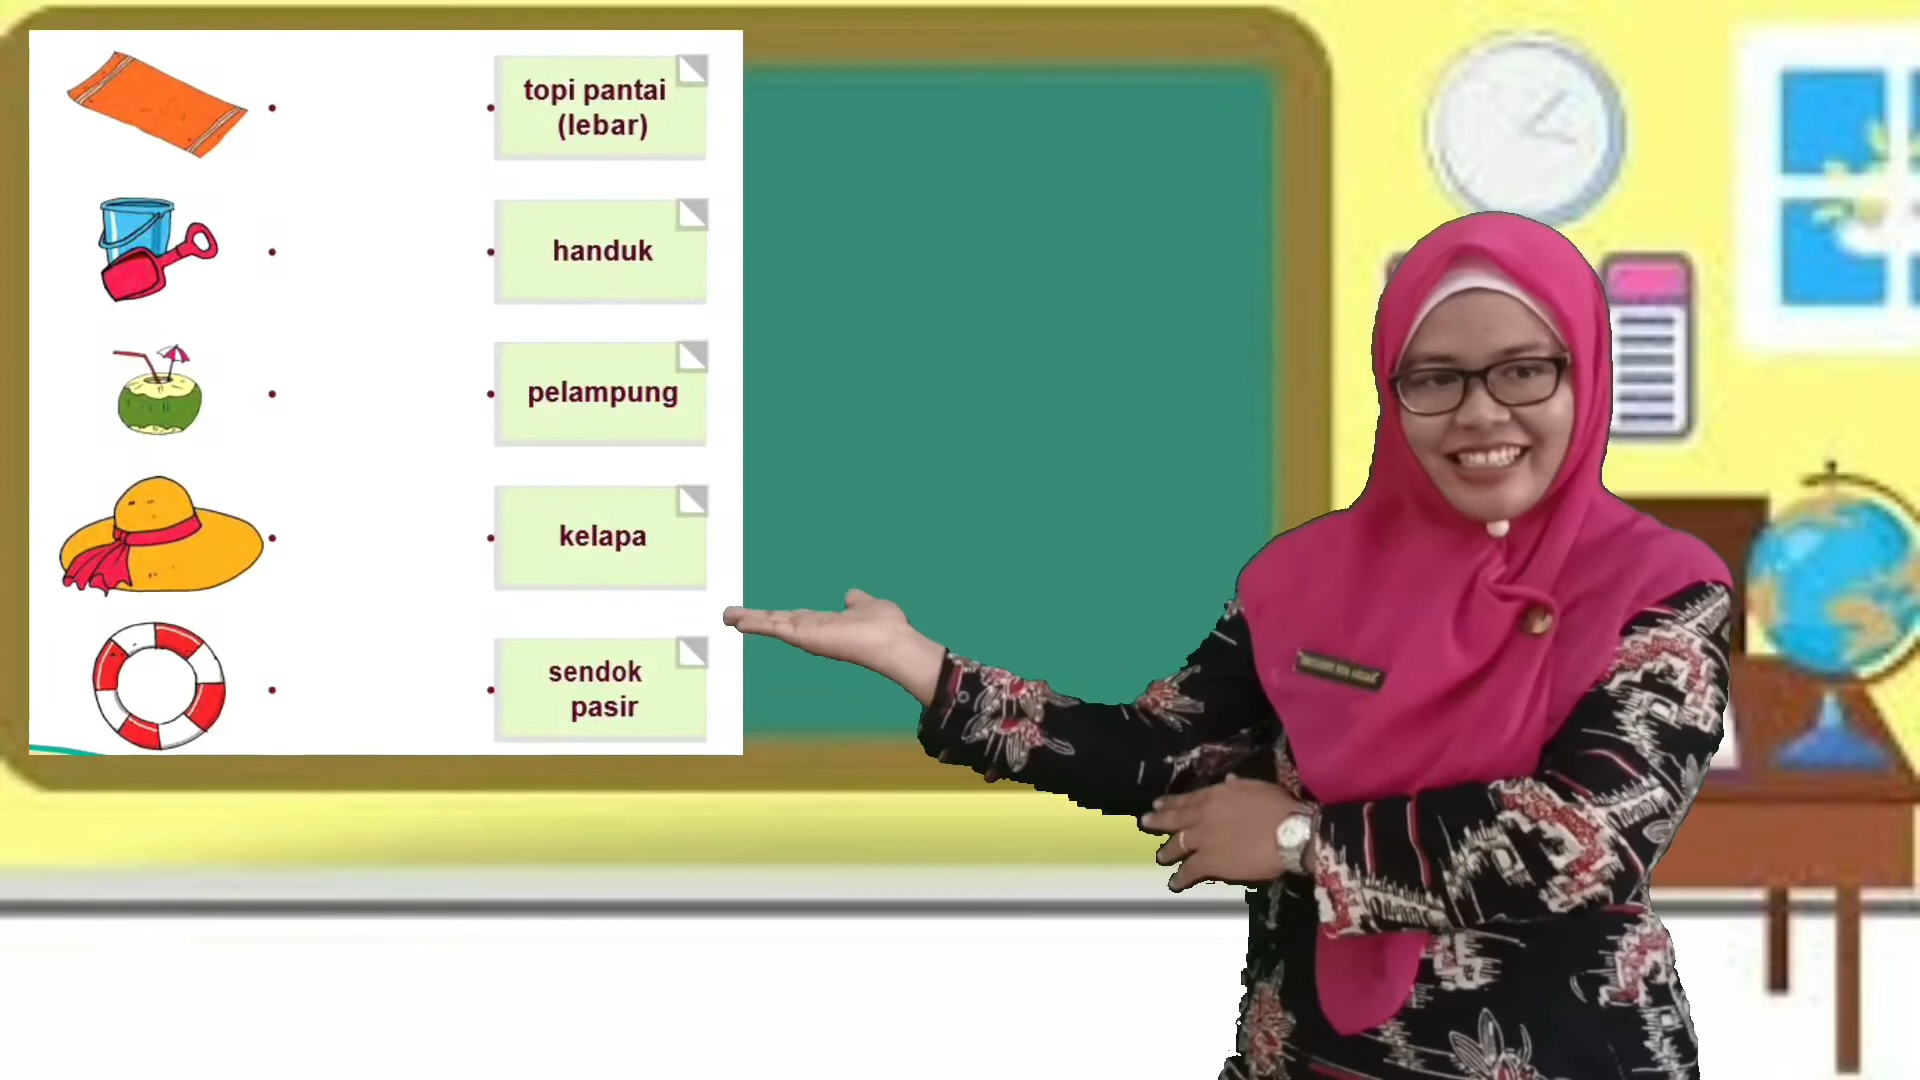 topi pantai
(lebar)
handuk
pelampung
kelapa
sendok
pasir